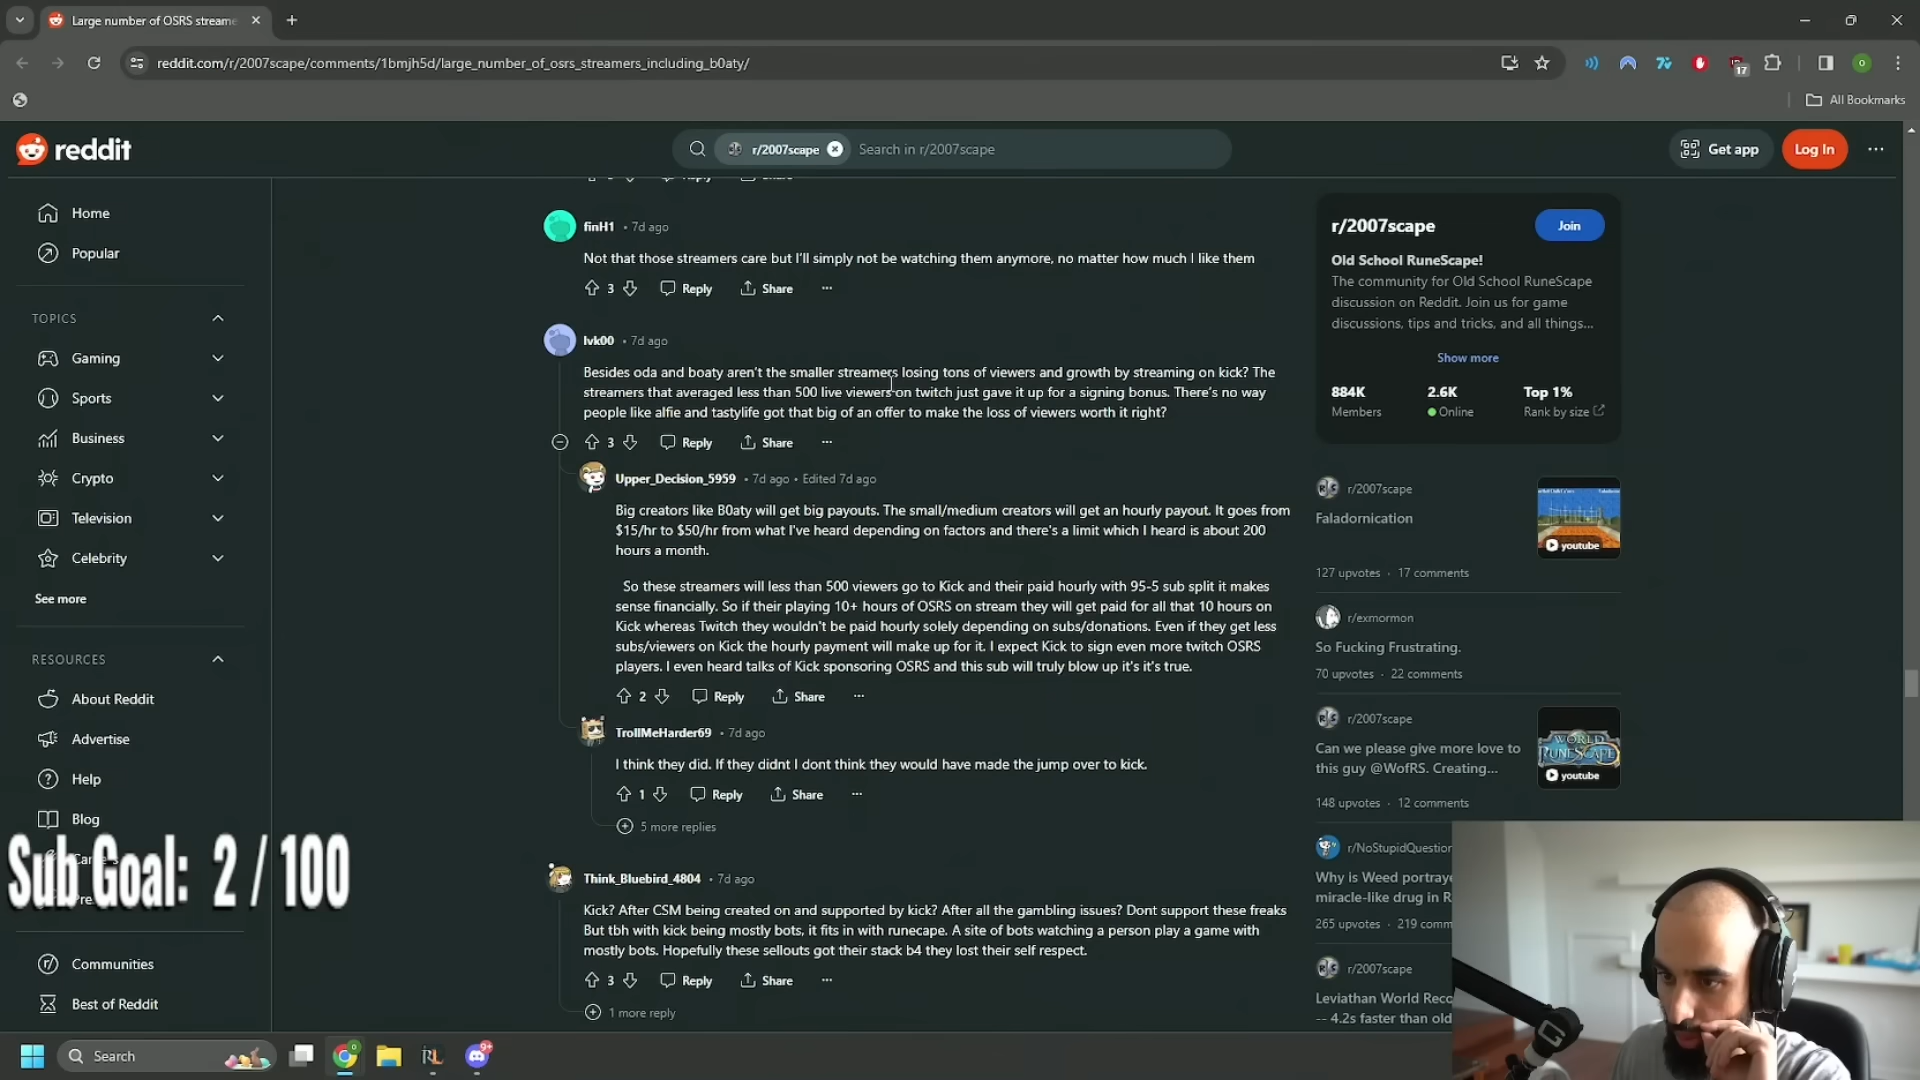 Large number of OSRS streame
reddit.com/r/2007scape/comments/1bmjh5d/large_number_of_osrs_streamers_including_b0aty/
17
All Bookmarks
reddit
r/2007scape
Search in r/2007scape
Get app
Log In
Home
Popular
TOPICS
Gaming
Sports
Business
Crypto
Television
Celebrity
See more
RESOURCES
About Reddit
Advertise
Help
Blog
Communities
Best of Reddit
Sub Goal: 2 / 100
finH1 • 7d ago
Not that those streamers care but I'll simply not be watching them anymore, no matter how much I like them
3 Reply Share
lvk00 • 7d ago
Besides oda and boaty aren't the smaller streamers losing tons of viewers and growth by streaming on kick? The
streamers that averaged less than 500 live viewers on twitch just gave it up for a signing bonus. There's no way
people like alfie and tastylife got that big of an offer to make the loss of viewers worth it right?
3 Reply Share
Upper_Decision_5959 • 7d ago • Edited 7d ago
Big creators like B0aty will get big payouts. The small/medium creators will get an hourly payout. It goes from
$15/hr to $50/hr from what I've heard depending on factors and there's a limit which I heard is about 200
hours a month.
So these streamers will less than 500 viewers go to Kick and their paid hourly with 95-5 sub split it makes
sense financially. So if their playing 10+ hours of OSRS on stream they will get paid for all that 10 hours on
Kick whereas Twitch they wouldn't be paid hourly solely depending on subs/donations. Even if they get less
subs/viewers on Kick the hourly payment will make up for it. I expect Kick to sign even more twitch OSRS
players. I even heard talks of Kick sponsoring OSRS and this sub will truly blow up it's it's true.
2 Reply Share
TrollMeHarder69 • 7d ago
I think they did. If they didnt I dont think they would have made the jump over to kick.
1 Reply Share
5 more replies
Think_Bluebird_4804 • 7d ago
Kick? After CSM being created on and supported by kick? After all the gambling issues? Dont support these freaks
But tbh with kick being mostly bots, it fits in with runecape. A site of bots watching a person play a game with
mostly bots. Hopefully these sellouts got their stack b4 they lost their self respect.
3 Reply Share
1 more reply
r/2007scape
Join
Old School RuneScape!
The community for Old School RuneScape
discussion on Reddit. Join us for game
discussions, tips and tricks, and all things...
Show more
884K 2.6K Top 1%
Members Online Rank by size
r/2007scape
Faladornication
youtube
127 upvotes · 17 comments
r/exmormon
So Fucking Frustrating.
70 upvotes · 22 comments
r/2007scape
Can we please give more love to
this guy @WofRS. Creating...
WORLD
RUNESCAPE
youtube
148 upvotes · 12 comments
r/NoStupidQuestion
Why is Weed portraye
miracle-like drug in R
265 upvotes · 219 comm
r/2007scape
Leviathan World Reco
-- 4.2s faster than old
Search
9+